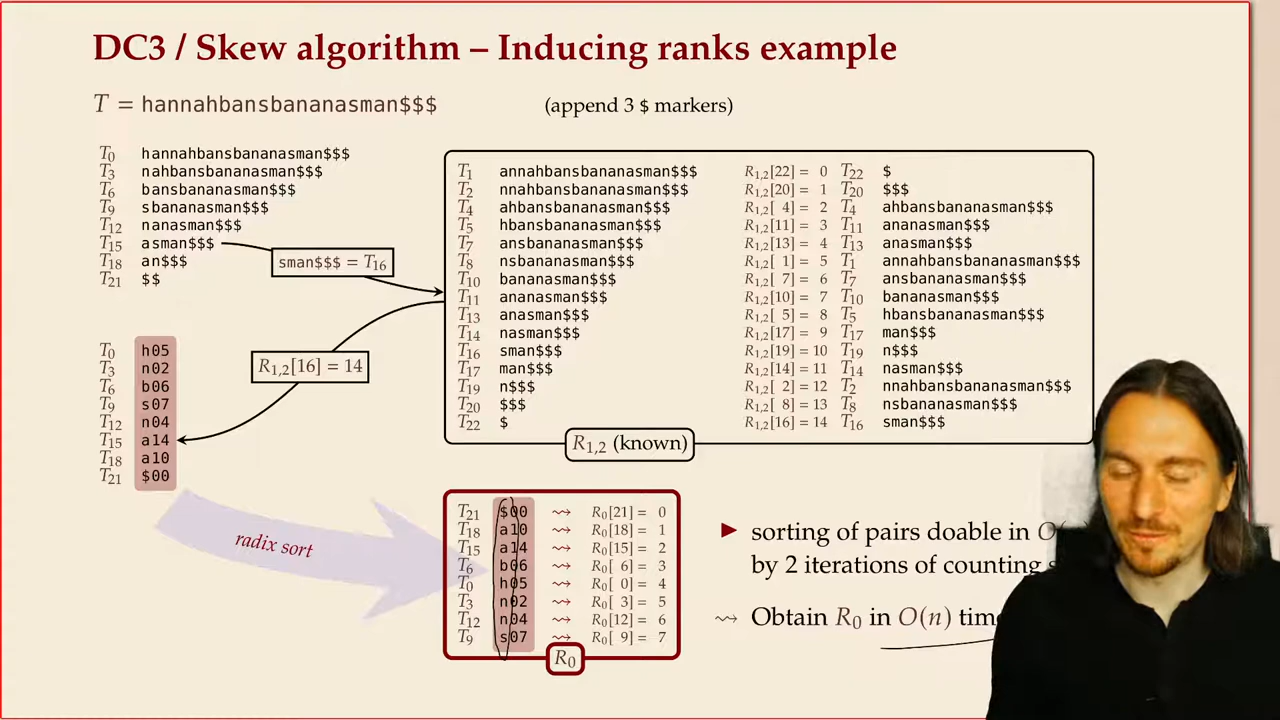 DC3 / Skew algorithm – Inducing ranks example
T = hannahbansbananasman$$$ (append 3 $ markers)
T0 hannahbansbananasman$$$
T3 nahbansbananasman$$$
T6 bansbananasman$$$
T9 sbananasman$$$
T12 nanasman$$$
T15 asman$$$
T18 an$$$
T21 $$
sman$$$ = T16
R1,2[16] = 14
T0 h05
T3 n02
T6 b06
T9 s07
T12 n04
T15 a14
T18 a10
T21 $00
T1 annahbansbananasman$$$
T2 nnahbansbananasman$$$
T4 ahbansbananasman$$$
T5 hbansbananasman$$$
T7 ansbananasman$$$
T8 nsbananasman$$$
T10 bananasman$$$
T11 ananasman$$$
T13 anasman$$$
T14 nasman$$$
T16 sman$$$
T17 man$$$
T19 n$$$
T20 $$$
T22 $
R1,2[22] = 0 T22 $
R1,2[20] = 1 T20 $$$
R1,2[ 4] = 2 T4 ahbansbananasman$$$
R1,2[11] = 3 T11 ananasman$$$
R1,2[13] = 4 T13 anasman$$$
R1,2[ 1] = 5 T1 annahbansbananasman$$$
R1,2[ 7] = 6 T7 ansbananasman$$$
R1,2[10] = 7 T10 bananasman$$$
R1,2[ 5] = 8 T5 hbansbananasman$$$
R1,2[17] = 9 T17 man$$$
R1,2[19] = 10 T19 n$$$
R1,2[14] = 11 T14 nasman$$$
R1,2[ 2] = 12 T2 nnahbansbananasman$$$
R1,2[ 8] = 13 T8 nsbananasman$$$
R1,2[16] = 14 T16 sman$$$
R1,2 (known)
radix sort
T21 $00 ⇝ R0[21] = 0
T18 a10 ⇝ R0[18] = 1
T15 a14 ⇝ R0[15] = 2
T6 b06 ⇝ R0[ 6] = 3
T0 h05 ⇝ R0[ 0] = 4
T3 n02 ⇝ R0[ 3] = 5
T12 n04 ⇝ R0[12] = 6
T9 s07 ⇝ R0[ 9] = 7
R0
▶ sorting of pairs doable in
by 2 iterations of counting
⇝ Obtain R0 in O(n) time